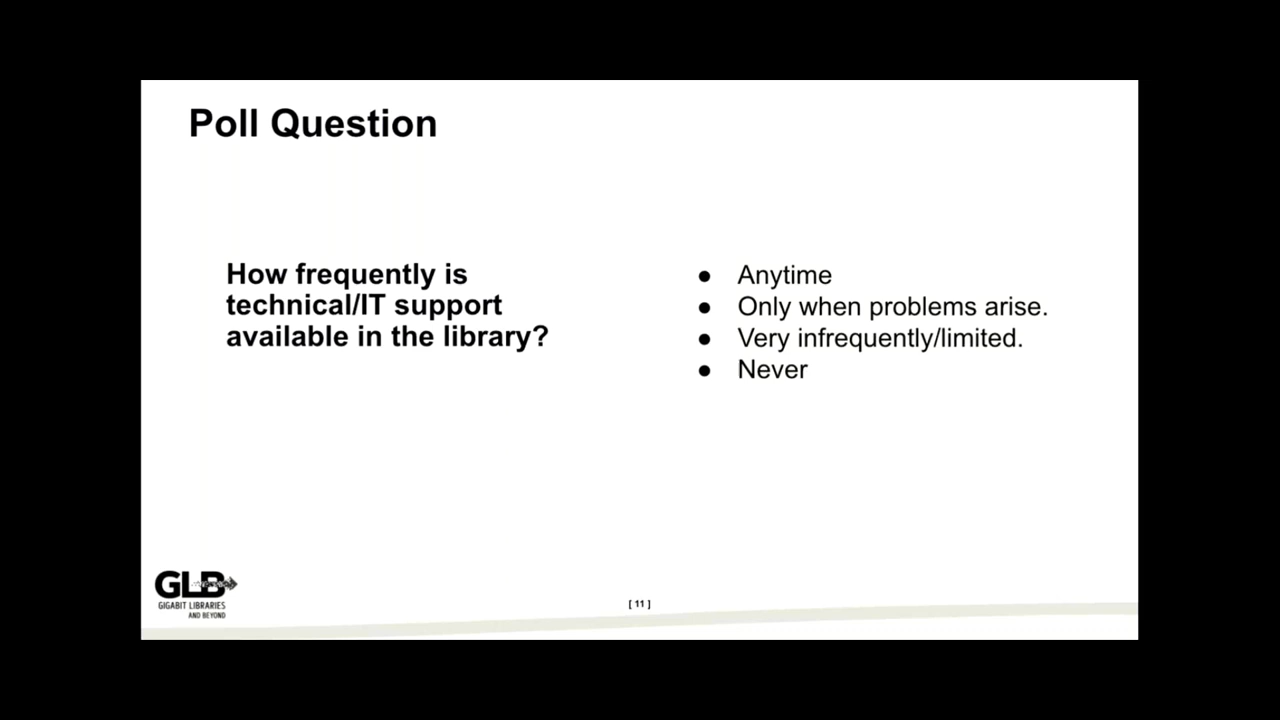 Poll Question
How frequently is
technical/IT support
available in the library?
● Anytime
● Only when problems arise.
● Very infrequently/limited.
● Never
GLB
GIGABIT LIBRARIES
AND BEYOND
[ 11 ]